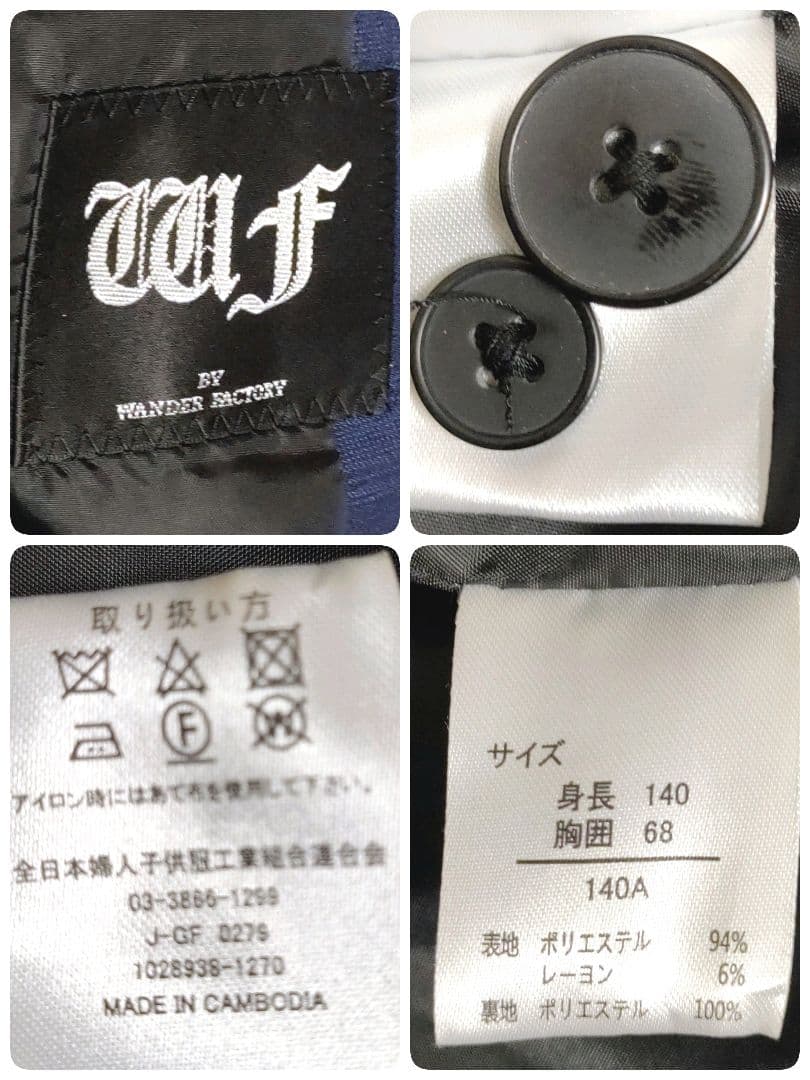 WF
BY
WANDER FACTORY
取り扱い方
F
W
アイロン時にはあて布を使用して下さい。
全日本婦人子供服工業組合連合会
03-3866-1299
J-GF 0276
1028938-1270
MADE IN CAMBODIA
サイズ
身長 140
胸囲 68
140A
表地 ポリエステル 94%
レーヨン 6%
裏地 ポリエステル 100%